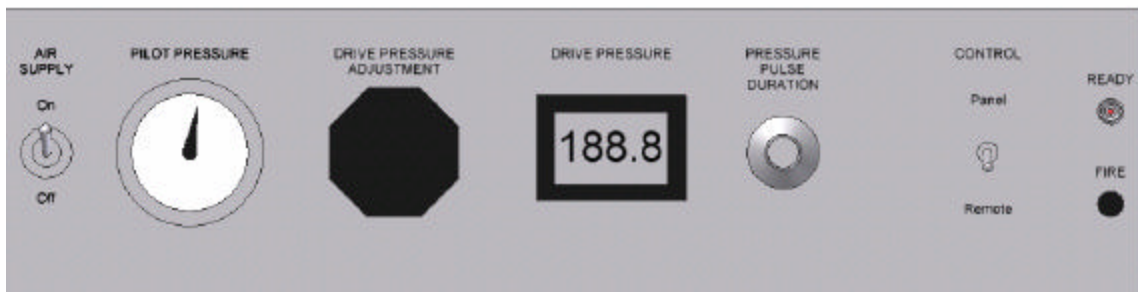 AIR
SUPPLY
On
Off
PILOT PRESSURE
DRIVE PRESSURE
ADJUSTMENT
DRIVE PRESSURE
188.8
PRESSURE
PULSE
DURATION
CONTROL
Panel
Remote
READY
FIRE